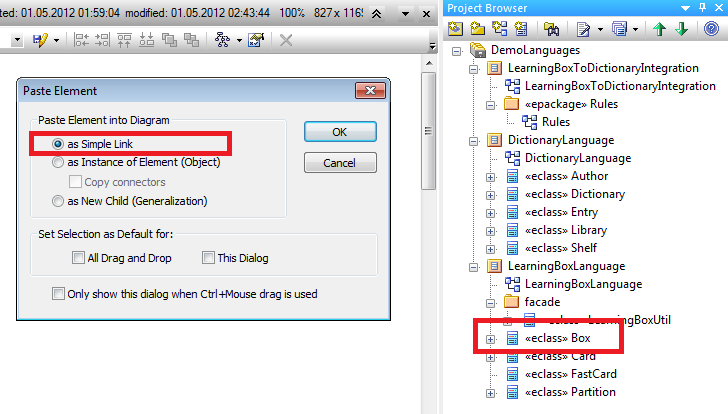 ted: 01.05.2012 01:59:04 modified: 01.05.2012 02:43:44 100% 827 x 1169
Paste Element
Paste Element into Diagram
as Simple Link
as Instance of Element (Object)
Copy connectors
as New Child (Generalization)
OK
Cancel
Set Selection as Default for:
All Drag and Drop This Dialog
Only show this dialog when Ctrl+Mouse drag is used
Project Browser
DemoLanguages
LearningBoxToDictionaryIntegration
LearningBoxToDictionaryIntegration
«epackage» Rules
Rules
DictionaryLanguage
DictionaryLanguage
«eclass» Author
«eclass» Dictionary
«eclass» Entry
«eclass» Library
«eclass» Shelf
LearningBoxLanguage
LearningBoxLanguage
facade
«eclass» LearningBoxUtil
«eclass» Box
«eclass» Card
«eclass» FastCard
«eclass» Partition